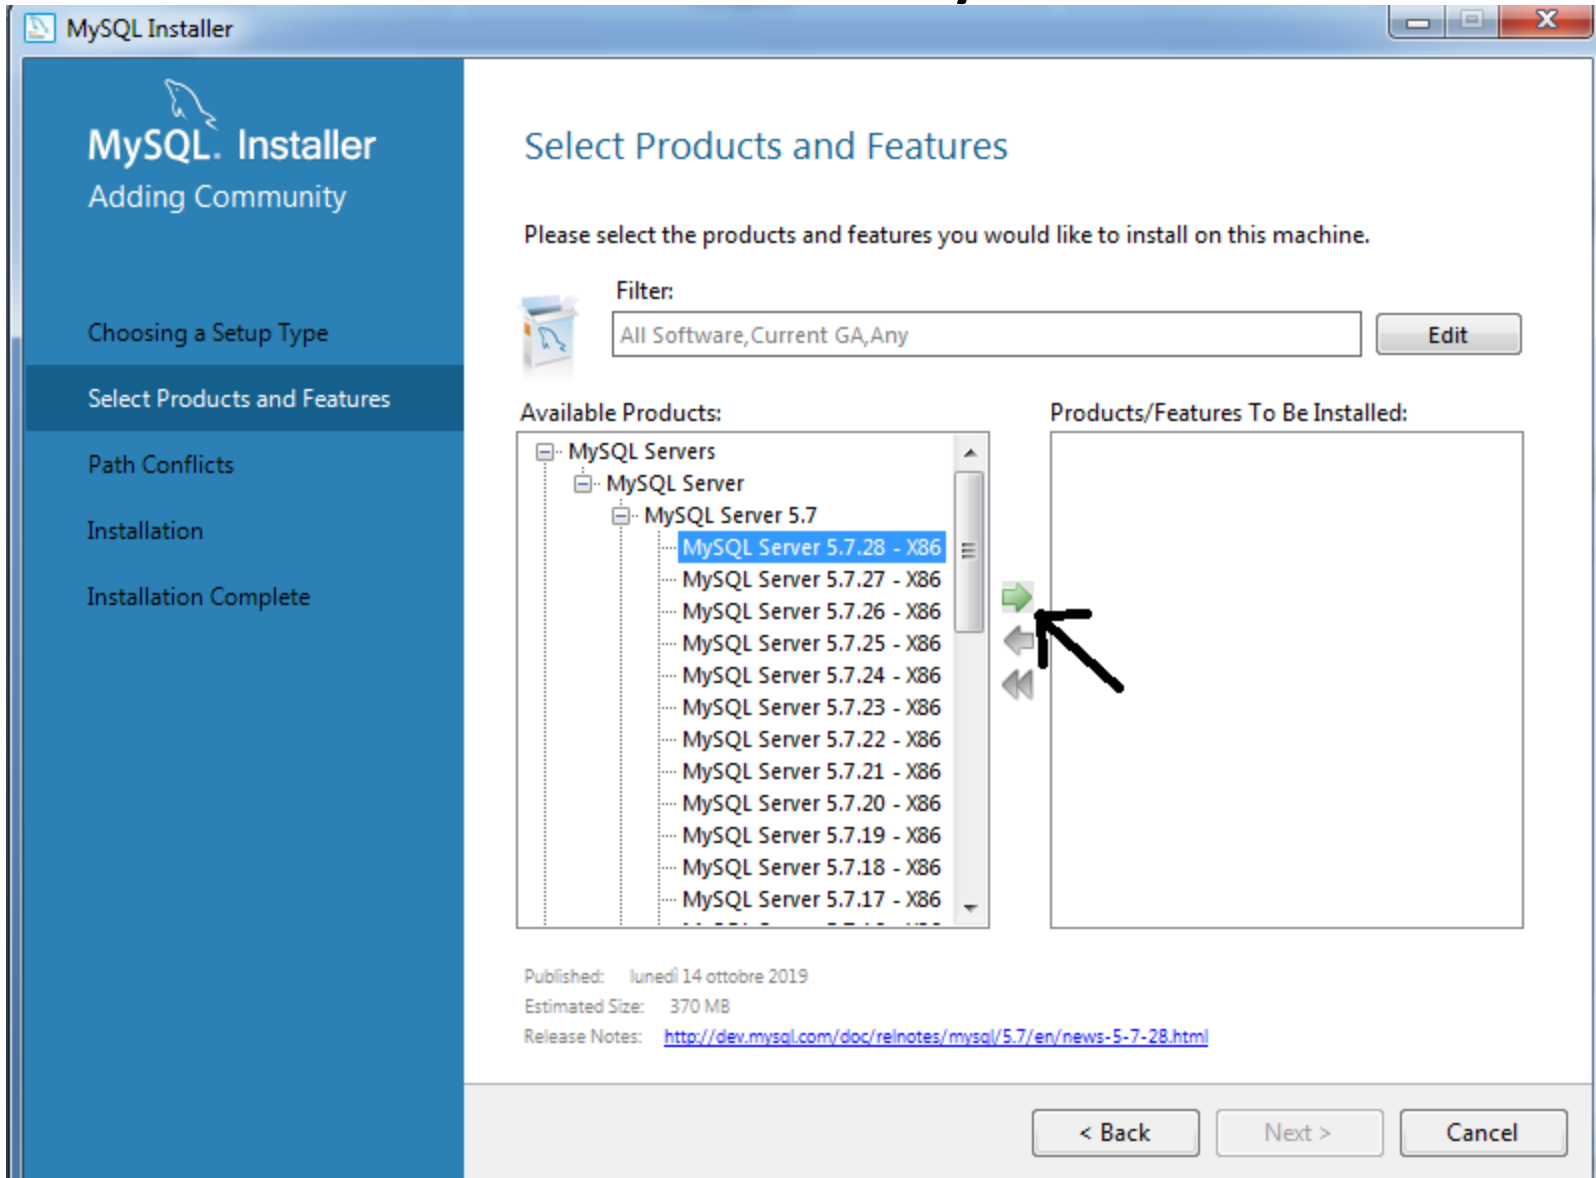 MySQL Installer
MySQL. Installer
Adding Community
Choosing a Setup Type
Select Products and Features
Path Conflicts
Installation
Installation Complete
Select Products and Features
Please select the products and features you would like to install on this machine.
Filter:
All Software,Current GA,Any
Edit
Available Products:
MySQL Servers
MySQL Server
MySQL Server 5.7
MySQL Server 5.7.28 - X86
MySQL Server 5.7.27 - X86
MySQL Server 5.7.26 - X86
MySQL Server 5.7.25 - X86
MySQL Server 5.7.24 - X86
MySQL Server 5.7.23 - X86
MySQL Server 5.7.22 - X86
MySQL Server 5.7.21 - X86
MySQL Server 5.7.20 - X86
MySQL Server 5.7.19 - X86
MySQL Server 5.7.18 - X86
MySQL Server 5.7.17 - X86
Products/Features To Be Installed:
Published: lunedì 14 ottobre 2019
Estimated Size: 370 MB
Release Notes: http://dev.mysql.com/doc/relnotes/mysql/5.7/en/news-5-7-28.html
< Back
Next >
Cancel